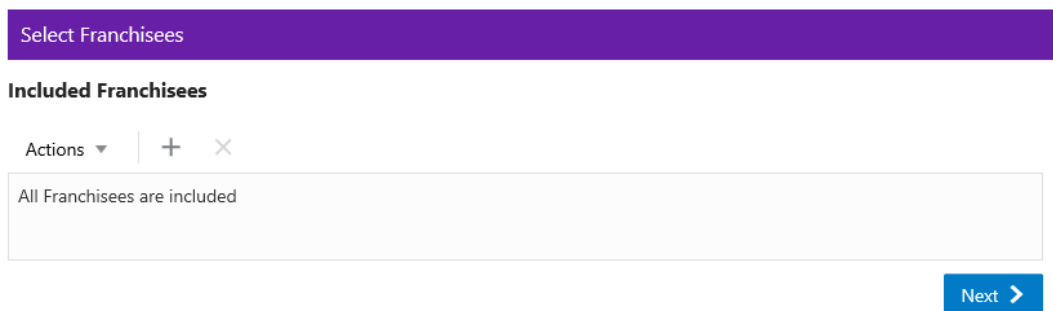 Select Franchisees
Included Franchisees
Actions
All Franchisees are included
Next